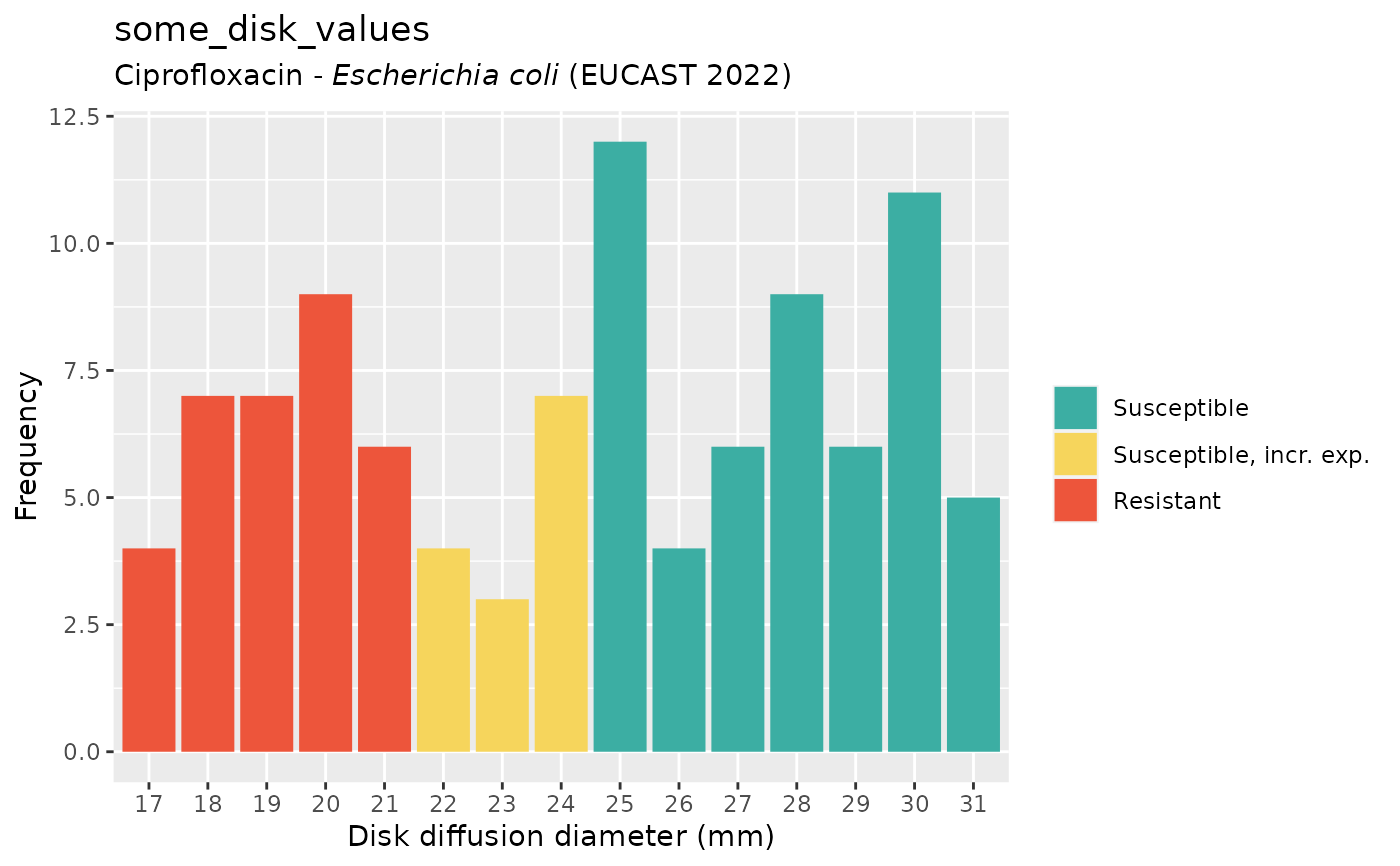 some_disk_values
Ciprofloxacin - Escherichia coli (EUCAST 2022)
Frequency
12.5
10.0
7.5
5.0
2.5
0.0
17 18 19 20 21 22 23 24 25 26 27 28 29 30 31
Disk diffusion diameter (mm)
Susceptible
Susceptible, incr. exp.
Resistant